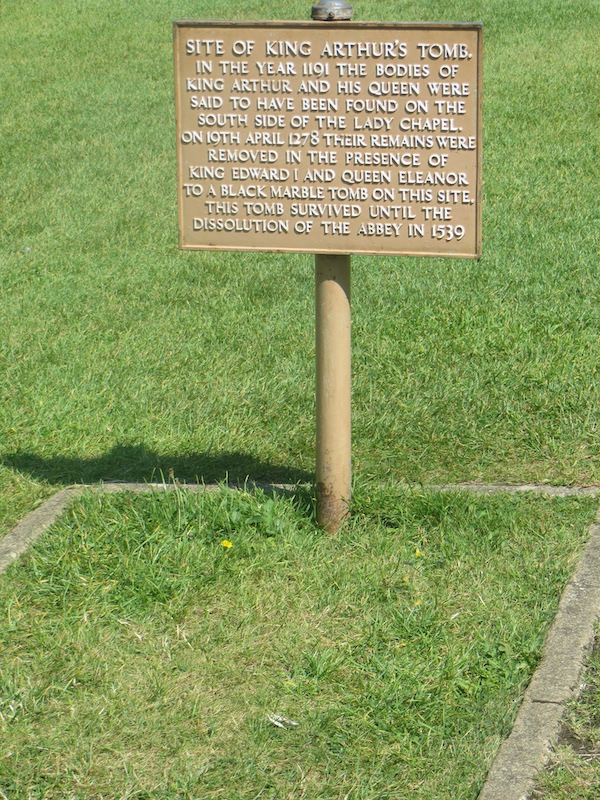 SITE OF KING ARTHUR'S TOMB.
IN THE YEAR 1191 THE BODIES OF
KING ARTHUR AND HIS QUEEN WERE
SAID TO HAVE BEEN FOUND ON THE
SOUTH SIDE OF THE LADY CHAPEL.
ON 19TH APRIL 1278 THEIR REMAINS WERE
REMOVED IN THE PRESENCE OF
KING EDWARD I AND QUEEN ELEANOR
TO A BLACK MARBLE TOMB ON THIS SITE.
THIS TOMB SURVIVED UNTIL THE
DISSOLUTION OF THE ABBEY IN 1539